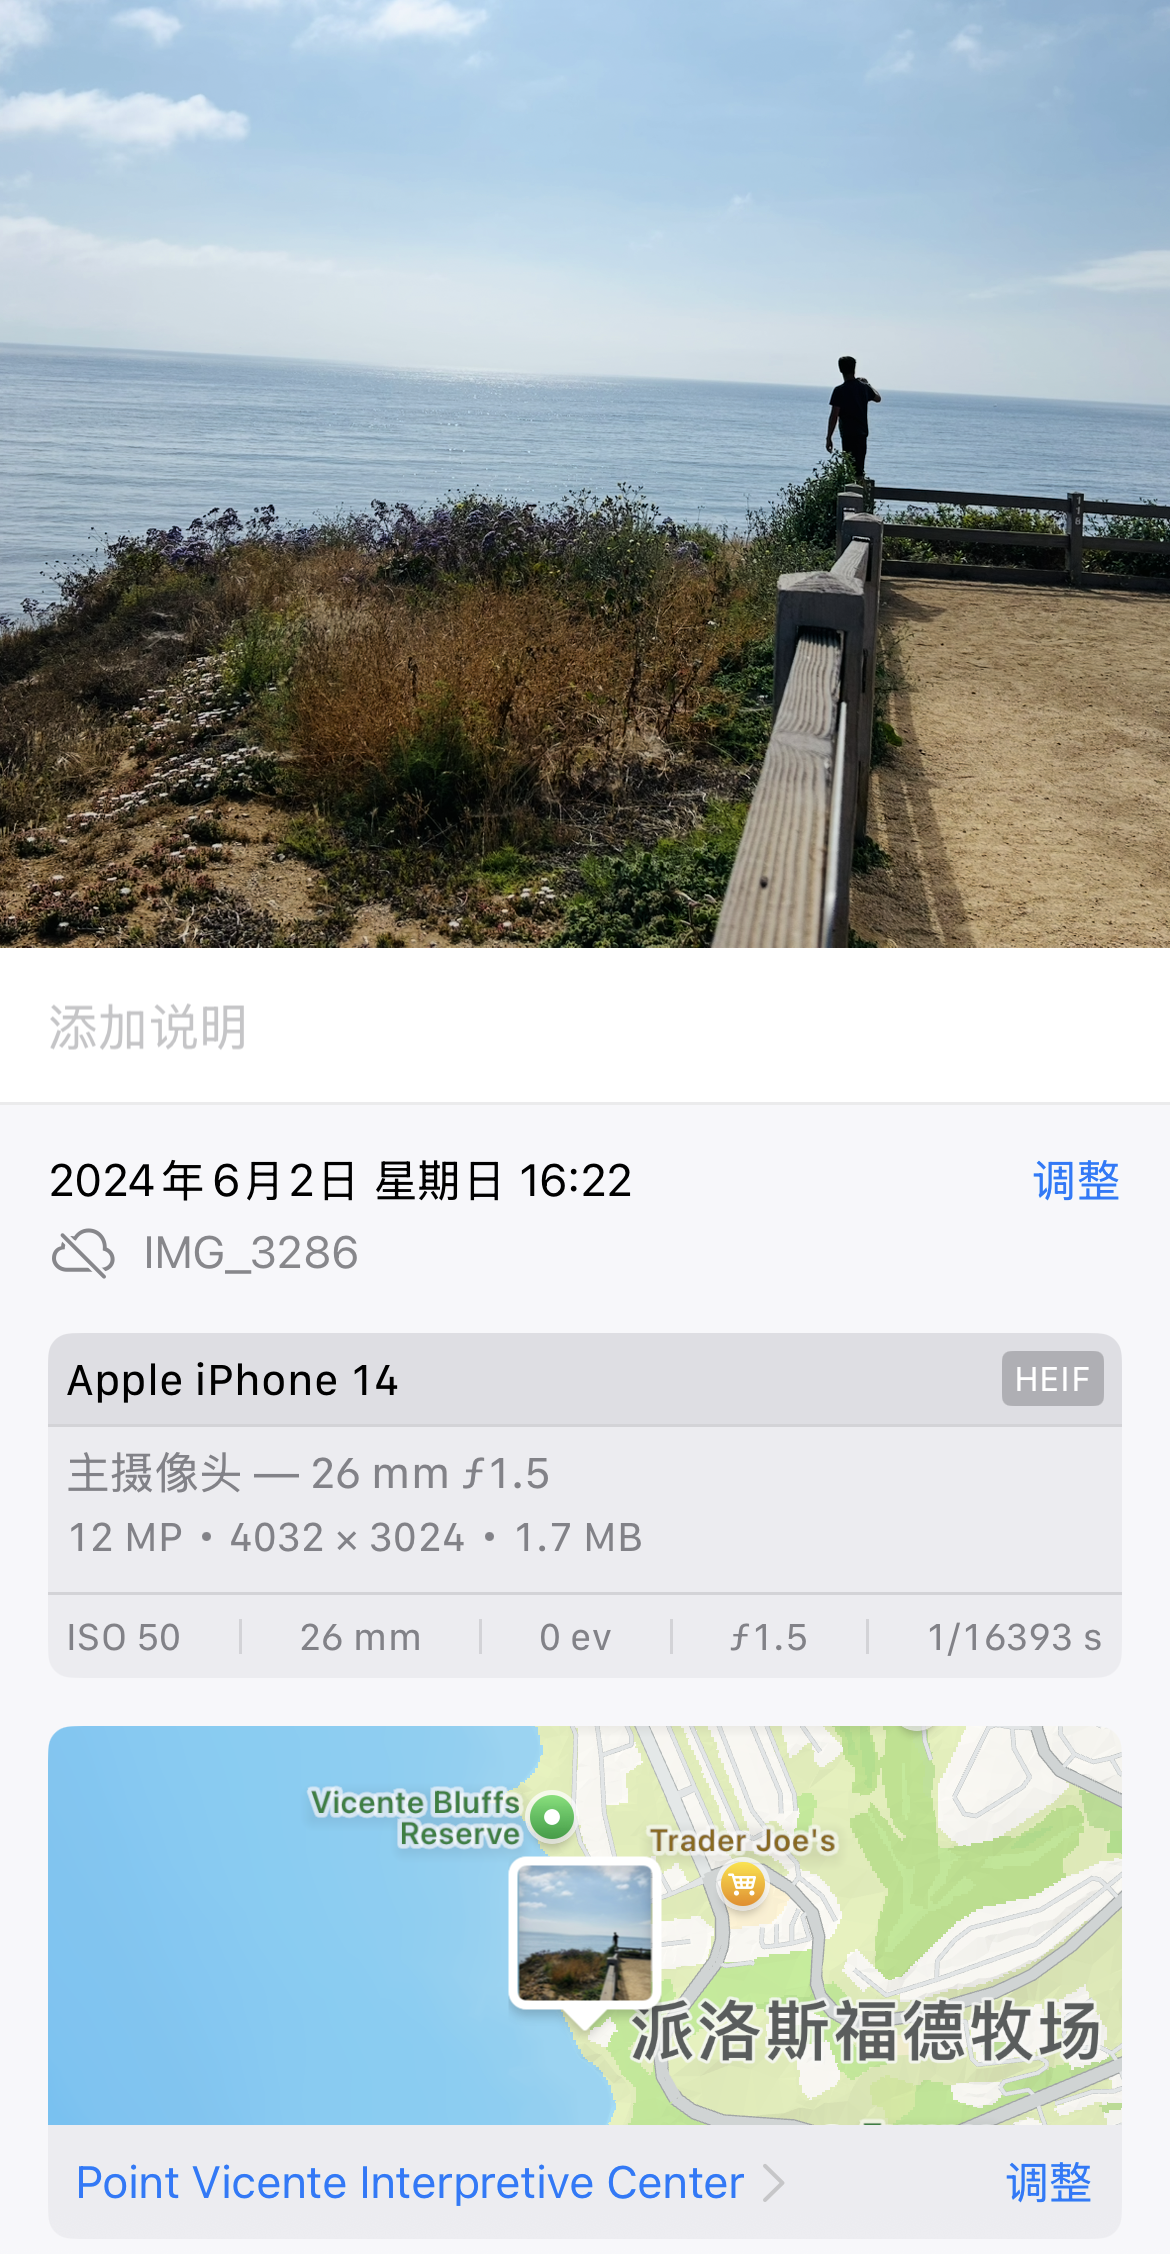 添加说明
2024年6月2日 星期日 16:22
调整
IMG_3286
Apple iPhone 14
HEIF
主摄像头 — 26 mm ƒ1.5
12 MP • 4032 × 3024 • 1.7 MB
ISO 50
26 mm
0 ev
ƒ1.5
1/16393 s
Vicente Bluffs
Reserve
Trader Joe's
派洛斯福德牧场
Point Vicente Interpretive Center
调整